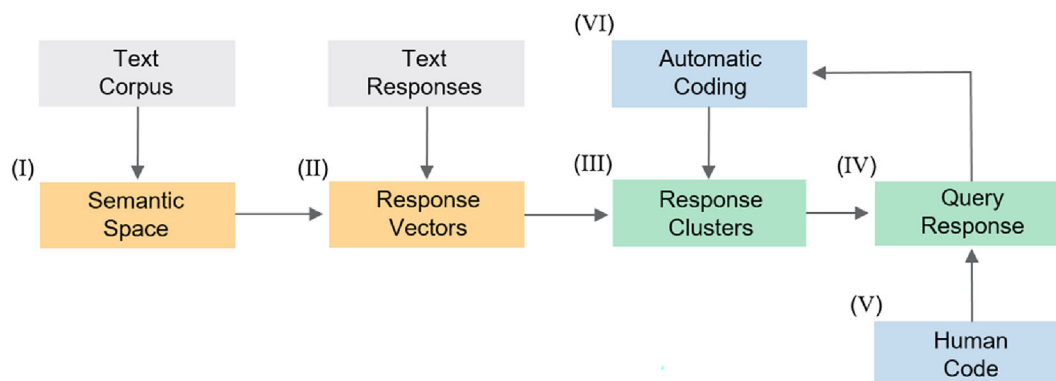 Text
Corpus
Text
Responses
(VI)
Automatic
Coding
(I)
Semantic
Space
(II)
Response
Vectors
(III)
Response
Clusters
(IV)
Query
Response
(V)
Human
Code